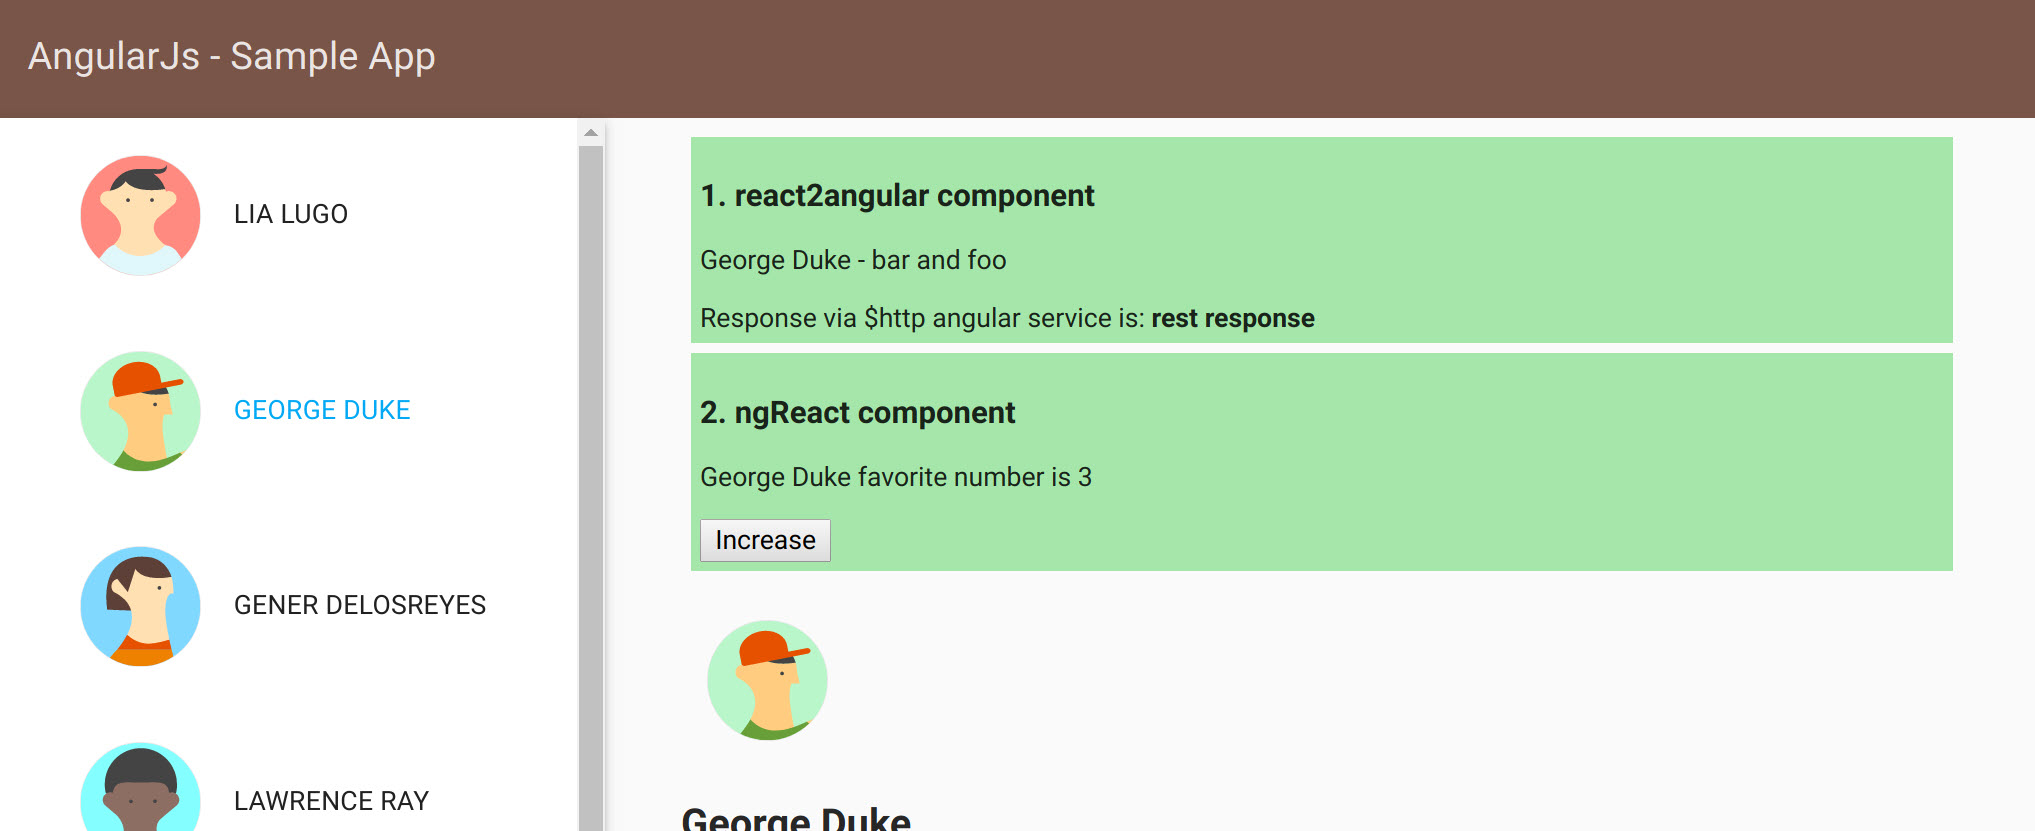 AngularJs - Sample App
LIA LUGO
GEORGE DUKE
GENER DELOSREYES
LAWRENCE RAY
1. react2angular component
George Duke - bar and foo
Response via $http angular service is: rest response
2. ngReact component
George Duke favorite number is 3
Increase
George Duke